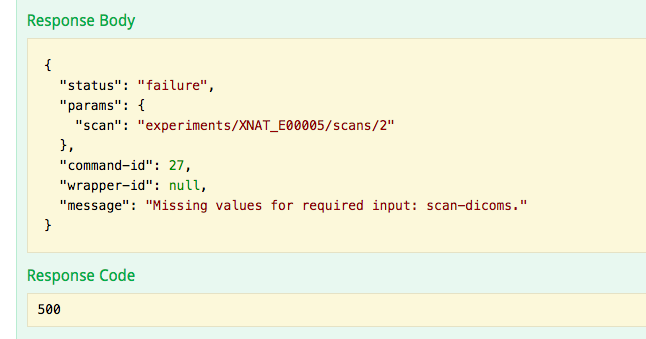 Response Body
{
  "status": "failure",
  "params": {
    "scan": "experiments/XNAT_E00005/scans/2"
  },
  "command-id": 27,
  "wrapper-id": null,
  "message": "Missing values for required input: scan-dicoms."
}
Response Code
500